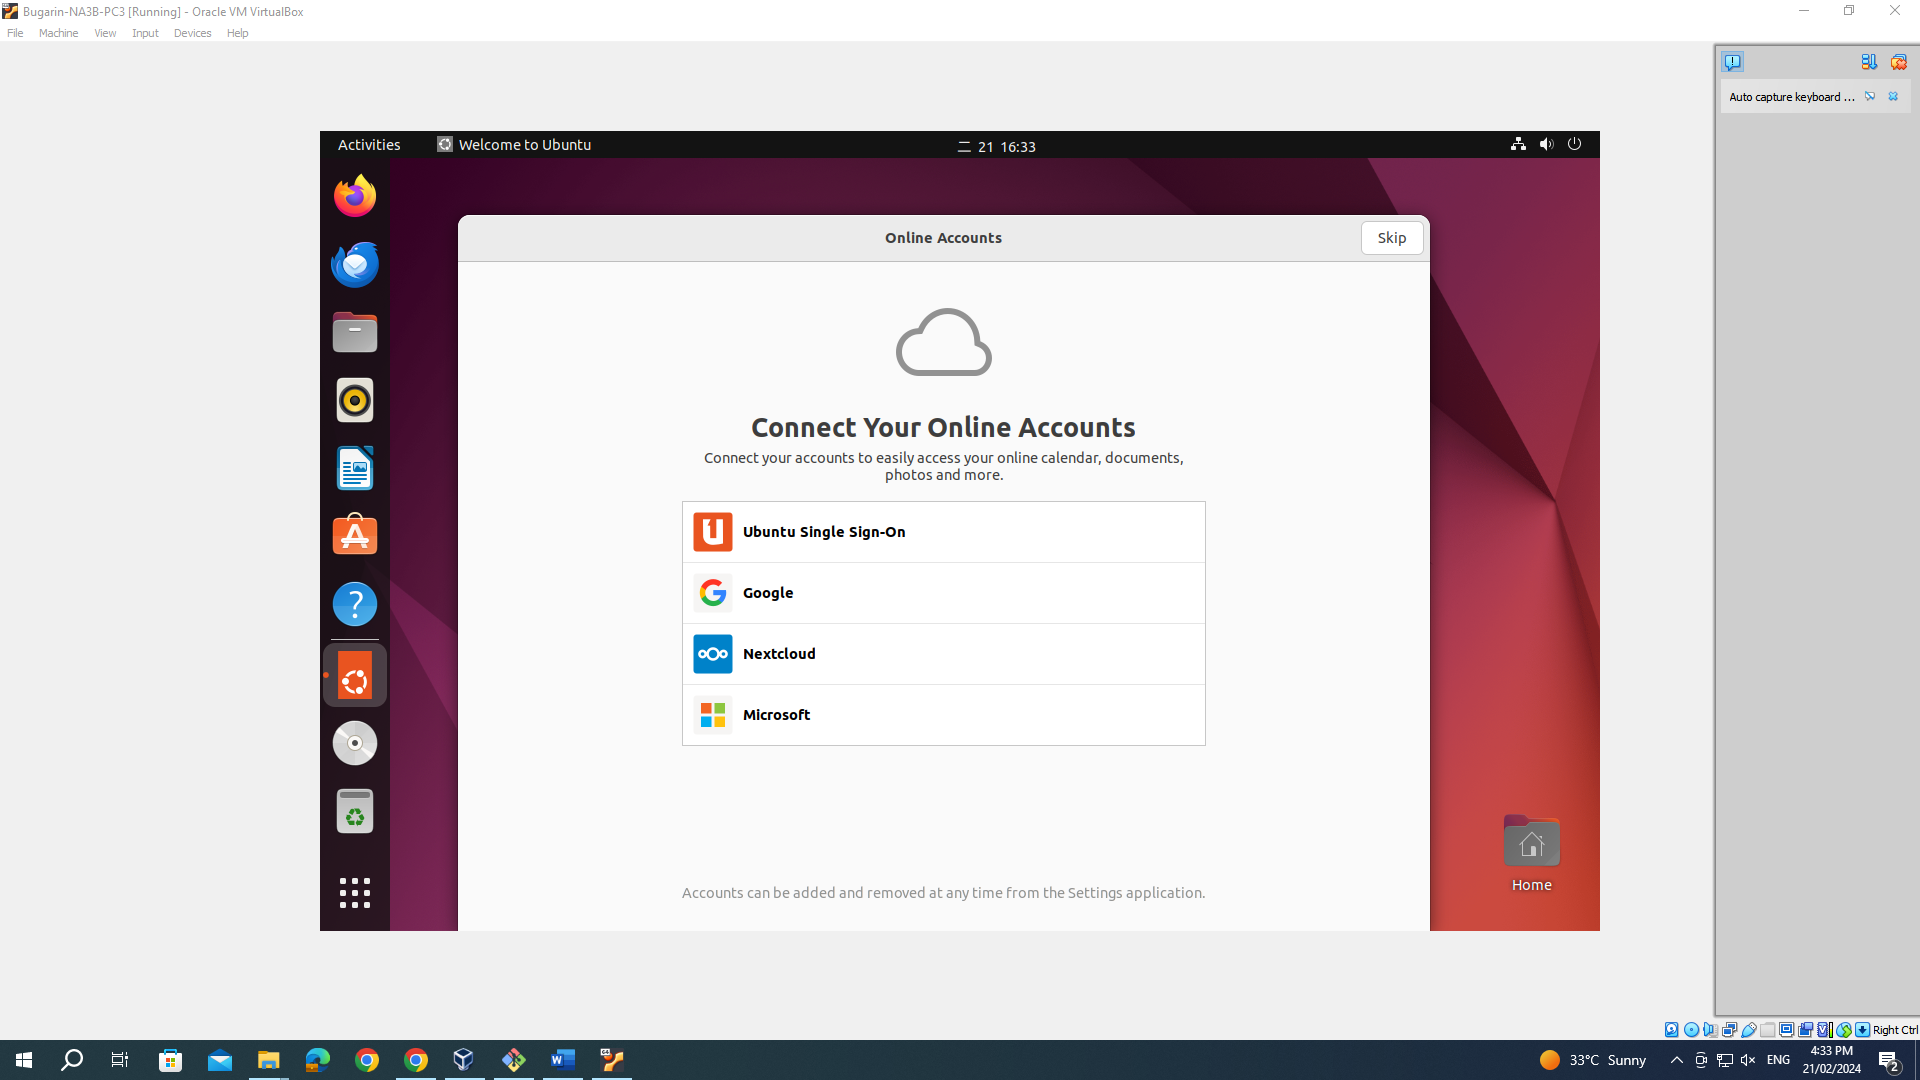 Bugarin-NA3B-PC3 [Running] - Oracle VM VirtualBox
File Machine View Input Devices Help
Auto capture keyboard ...
Activities Welcome to Ubuntu 二 21 16:33
Online Accounts Skip
Connect Your Online Accounts
Connect your accounts to easily access your online calendar, documents,
photos and more.
Ubuntu Single Sign-On
Google
Nextcloud
Microsoft
Home
Accounts can be added and removed at any time from the Settings application.
Right Ctrl
33°C Sunny ENG 4:33 PM
21/02/2024
2